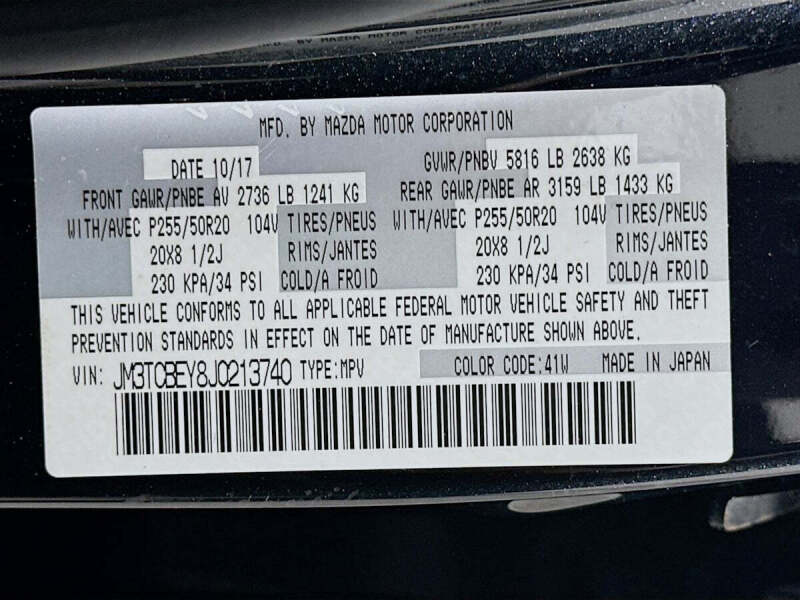 MFD. BY MAZDA MOTOR CORPORATION
DATE 10/17
GVWR/PNBV 5816 LB 2638 KG
FRONT GAWR/PNBE AV 2736 LB 1241 KG
REAR GAWR/PNBE AR 3159 LB 1433 KG
WITH/AVEC P255/50R20 104V TIRES/PNEUS
WITH/AVEC P255/50R20 104V TIRES/PNEUS
20X8 1/2J RIMS/JANTES
20X8 1/2J RIMS/JANTES
230 KPA/34 PSI COLD/A FROID
230 KPA/34 PSI COLD/A FROID
THIS VEHICLE CONFORMS TO ALL APPLICABLE FEDERAL MOTOR VEHICLE SAFETY AND THEFT
PREVENTION STANDARDS IN EFFECT ON THE DATE OF MANUFACTURE SHOWN ABOVE.
VIN: JM3TCBEY8J0213740 TYPE:MPV COLOR CODE:41W MADE IN JAPAN